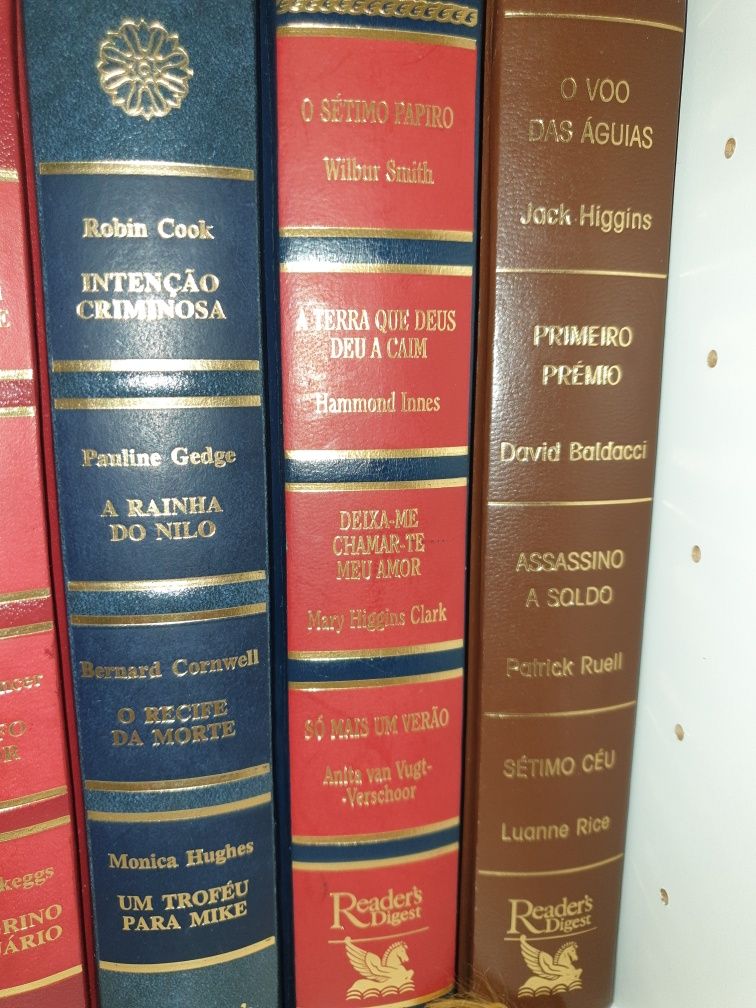 Robin Cook
INTENÇÃO
CRIMINOSA
Pauline Gedge
A RAINHA
DO NILO
Bernard Cornwell
O RECIFE
DA MORTE
Monica Hughes
UM TROFÉU
PARA MIKE
O SÉTIMO PAPIRO
Wilbur Smith
A TERRA QUE DEUS
DEU A CAIM
Hammond Innes
DEIXA-ME
CHAMAR-TE
MEU AMOR
Mary Higgins Clark
SÓ MAIS UM VERÃO
Anita van Vugt-
-Verschoor
Reader's
Digest
O VOO
DAS ÁGUIAS
Jack Higgins
PRIMEIRO
PRÉMIO
David Baldacci
ASSASSINO
A SOLDO
Patrick Ruell
SÉTIMO CÉU
Luanne Rice
Reader's
Digest